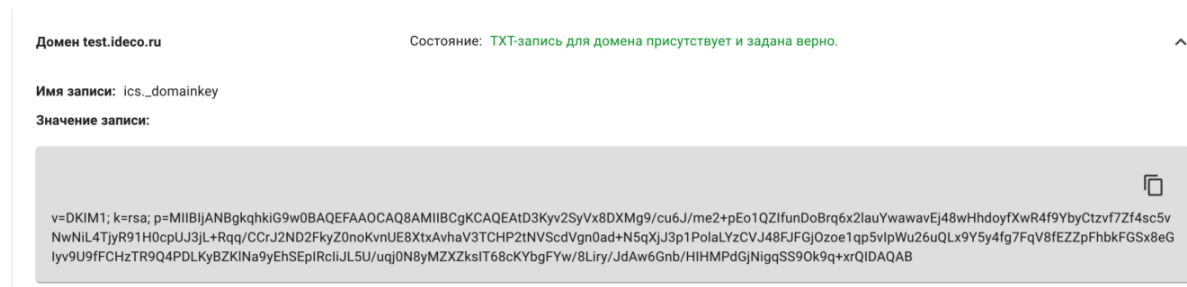 Домен test.ideco.ru Состояние: TXT-запись для домена присутствует и задана верно.
Имя записи: ics._domainkey
Значение записи:
v=DKIM1; k=rsa; p=MIIBIjANBgkqhkiG9w0BAQEFAAOCAQ8AMIIBCgKCAQEAtD3Kyv2SyVx8DXMg9/cu6J/me2+pEo1QZIfunDoBrq6x2lauYwawavEj48wHhdoyfXwR4f9YbyCtzvf7Zf4sc5v
NwNiL4TjyR91H0cpUJ3jL+Rqq/CCrJ2ND2FkyZ0noKvnUE8XtxAvhaV3TCHP2tNVScdVgn0ad+N5qXjJ3p1PolaLYzCVJ48FJFGjOzoe1qp5vIpWu26uQLx9Y5y4fg7FqV8fEZZpFhbkFGSx8eG
Iyv9U9fFCHzTR9Q4PDLKyBZKlNa9yEhSEpIRcIiJL5U/uqj0N8yMZXZksIT68cKYbgFYw/8Liry/JdAw6Gnb/HIHMPdGjNigqSS9Ok9q+xrQIDAQAB